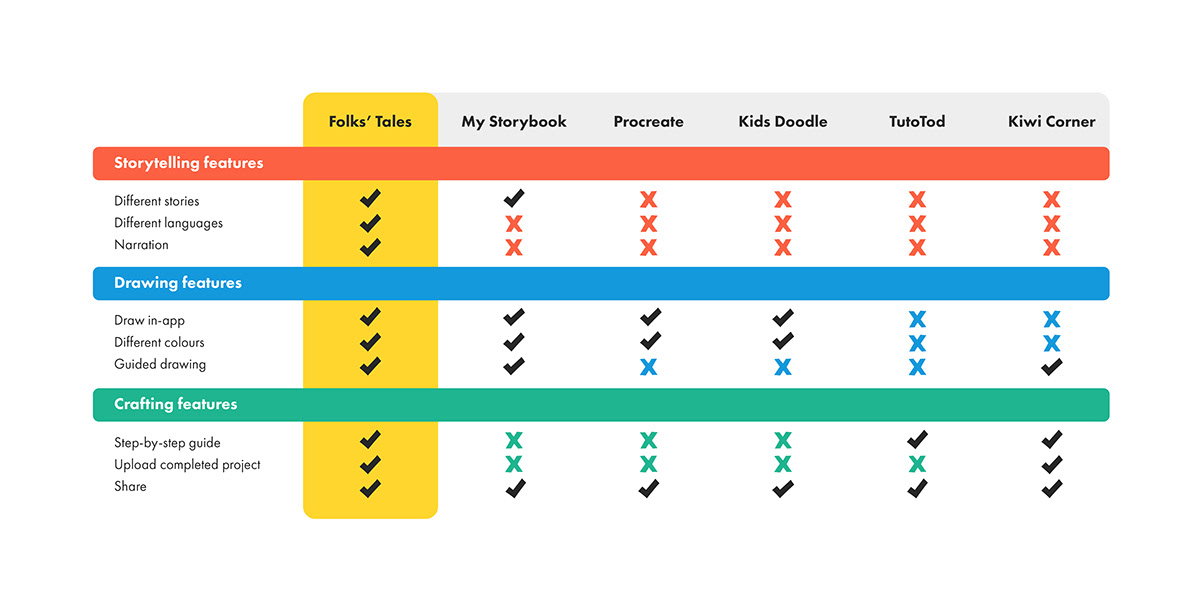 Folks’ Tales My Storybook Procreate Kids Doodle TutoTod Kiwi Corner
Storytelling features
Different stories ✔ ✔ X X X X
Different languages ✔ X X X X X
Narration ✔ X X X X X
Drawing features
Draw in-app ✔ ✔ ✔ ✔ X X
Different colours ✔ ✔ ✔ ✔ X X
Guided drawing ✔ ✔ X X X ✔
Crafting features
Step-by-step guide ✔ X X X ✔ ✔
Upload completed project ✔ X X X X ✔
Share ✔ ✔ ✔ ✔ ✔ ✔